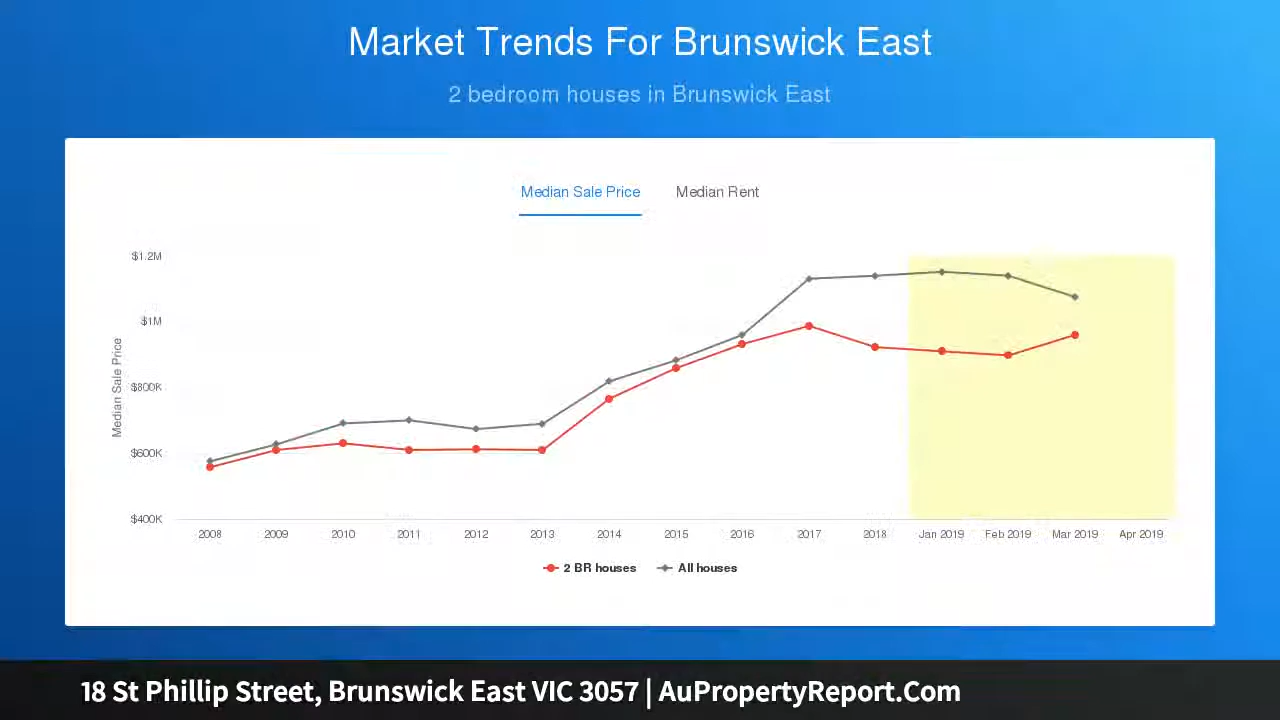 Market Trends For Brunswick East
2 bedroom houses in Brunswick East
Median Sale Price Median Rent
$1.2M
$1M
$800K
$600K
$400K
Median Sale Price
2008 2009 2010 2011 2012 2013 2014 2015 2016 2017 2018 Jan 2019 Feb 2019 Mar 2019 Apr 2019
2 BR houses All houses
18 St Phillip Street, Brunswick East VIC 3057 | AuPropertyReport.Com